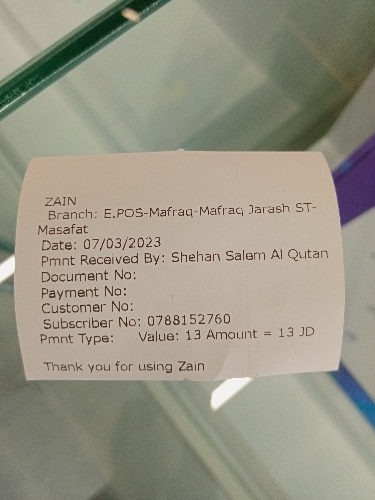 ZAIN
Branch: E.POS-Mafraq-Mafraq Jarash ST-
Masafat
Date: 07/03/2023
Pmnt Received By: Shehan Salem Al Qutan
Document No:
Payment No:
Customer No:
Subscriber No: 0788152760
Pmnt Type: Value: 13 Amount = 13 JD
Thank you for using Zain